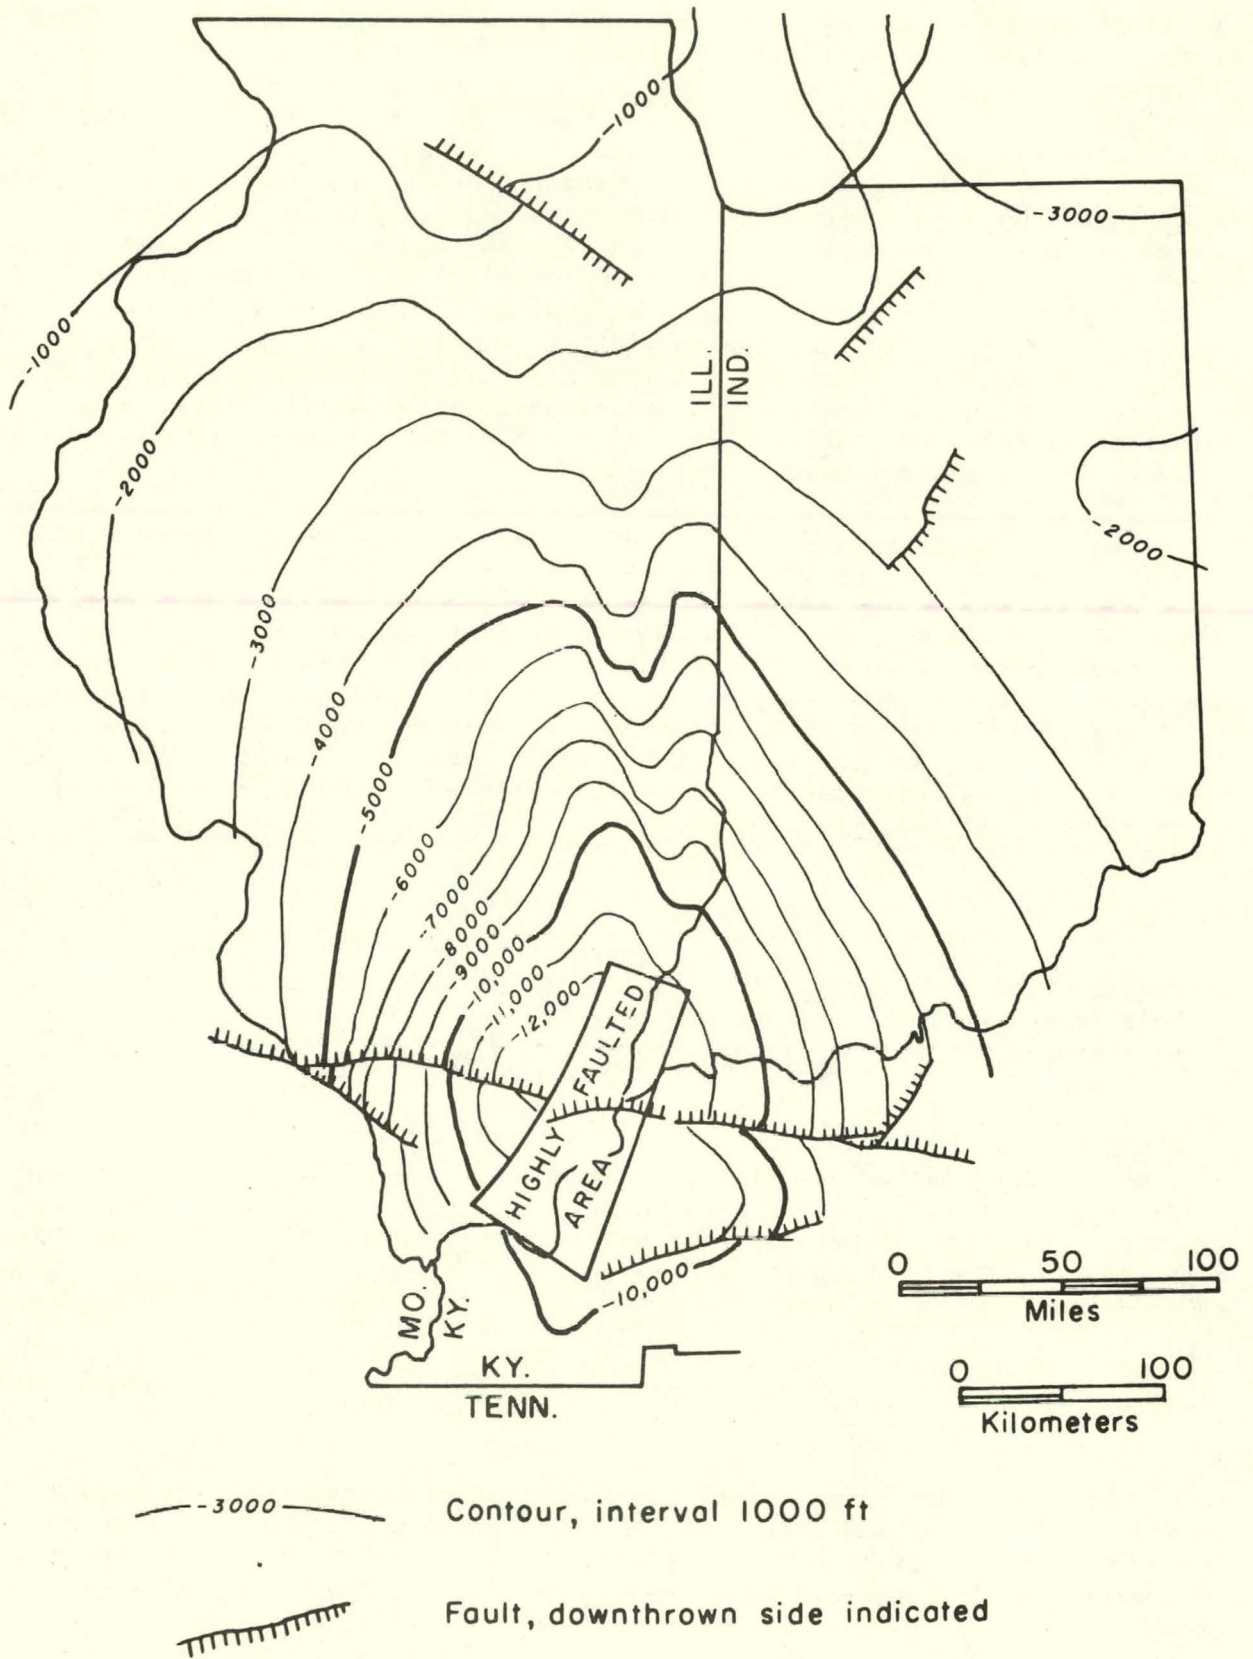 -1000
-3000
-1000
ILL.
IND.
-2000
-2000
-3000
-4000
-5000
-6000
-7000
-8000
-9000
-10,000
-11,000
-12,000
HIGHLY FAULTED
AREA
-10,000
MO.
KY.
KY.
TENN.
0 50 100
Miles
0 100
Kilometers
-3000
Contour, interval 1000 ft
Fault, downthrown side indicated